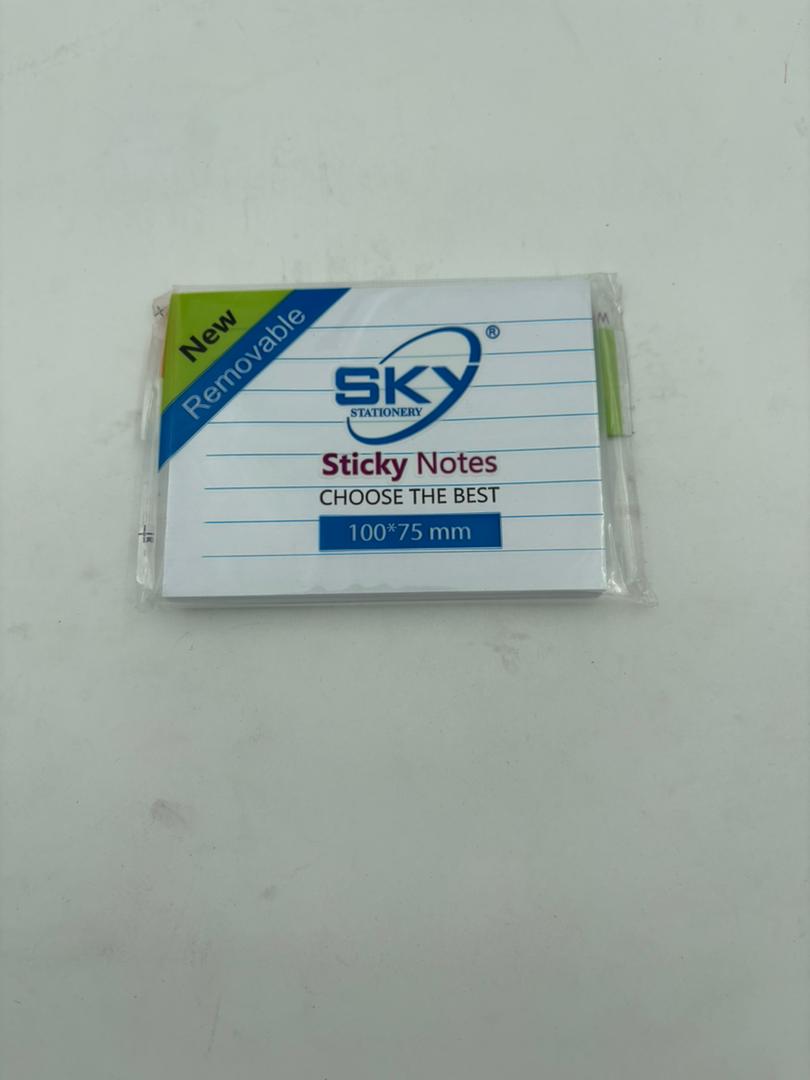 New
Removable
SKY®
STATIONERY
Sticky Notes
CHOOSE THE BEST
100*75 mm